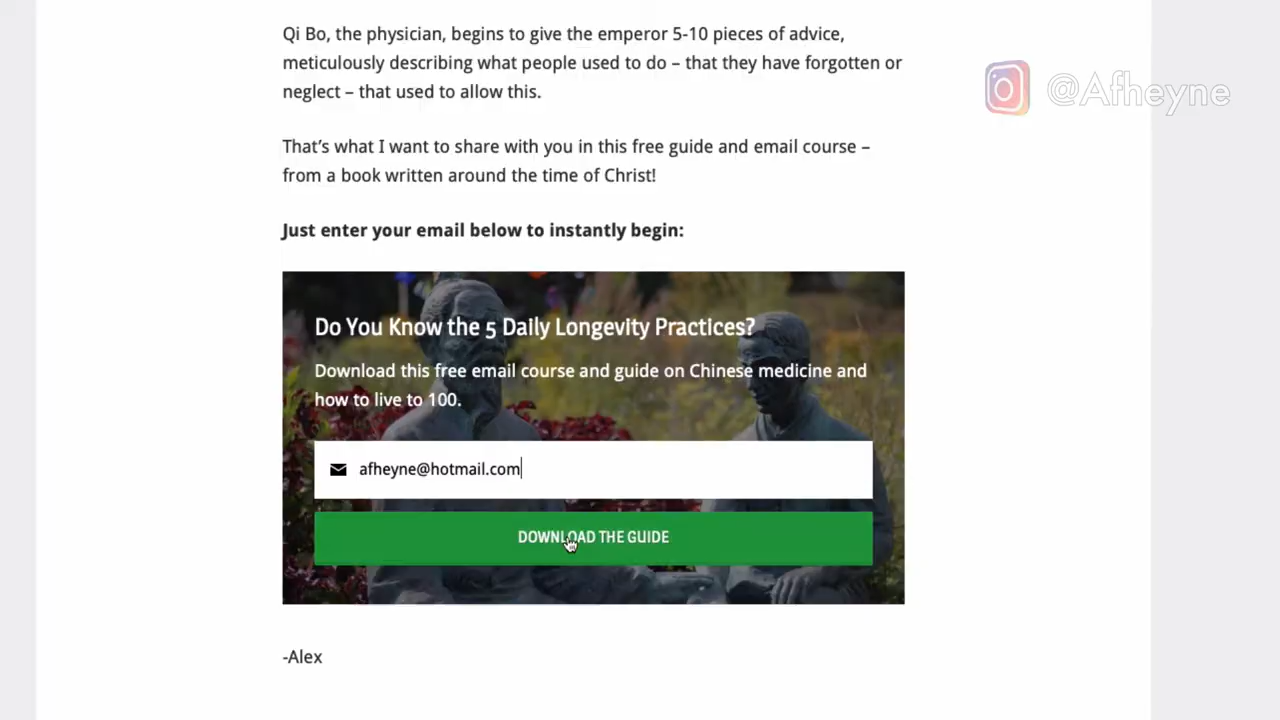 Qi Bo, the physician, begins to give the emperor 5-10 pieces of advice,
meticulously describing what people used to do – that they have forgotten or
neglect – that used to allow this.
@Afheyne
That’s what I want to share with you in this free guide and email course –
from a book written around the time of Christ!
Just enter your email below to instantly begin:
Do You Know the 5 Daily Longevity Practices?
Download this free email course and guide on Chinese medicine and
how to live to 100.
afheyne@hotmail.com
DOWNLOAD THE GUIDE
-Alex